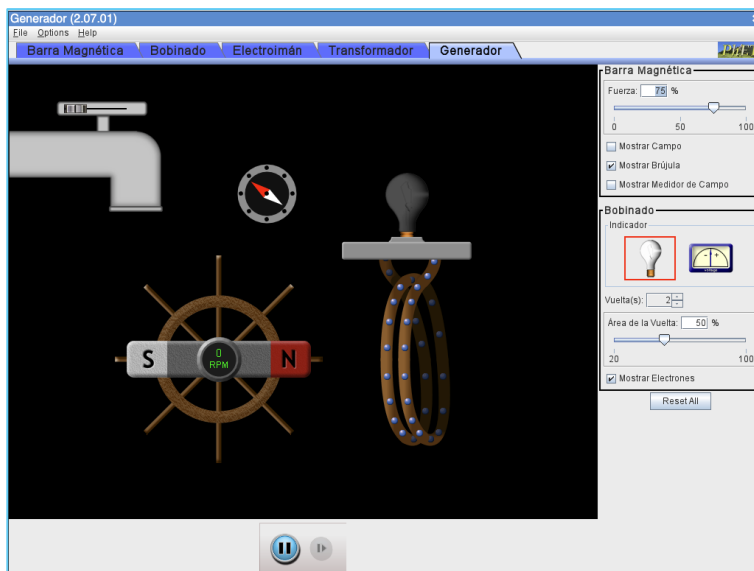 Generador (2.07.01)
File Options Help
Barra Magnética Bobinado Electroimán Transformador Generador
PhET
Barra Magnética
Fuerza: 75 %
0 50 100
Mostrar Campo
Mostrar Brújula
Mostrar Medidor de Campo
Bobinado
Indicador
Vuelta(s): 2
Área de la Vuelta: 50 %
20 100
Mostrar Electrones
Reset All
S 0 N
RPM